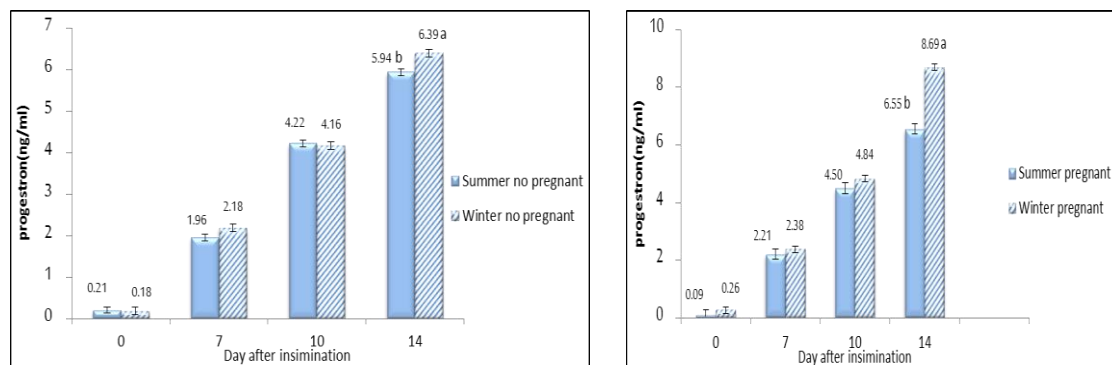 7
6
5
4
3
2
1
0
progestron(ng/ml)
0.21
0.18
1.96
2.18
4.22
4.16
5.94 b
6.39 a
0 7 10 14
Day after insimination
Summer no pregnant
Winter no pregnant
10
8
6
4
2
0
progestron(ng/ml)
0.09
0.26
2.21
2.38
4.50
4.84
6.55 b
8.69 a
0 7 10 14
Day after insimination
Summer pregnant
Winter pregnant